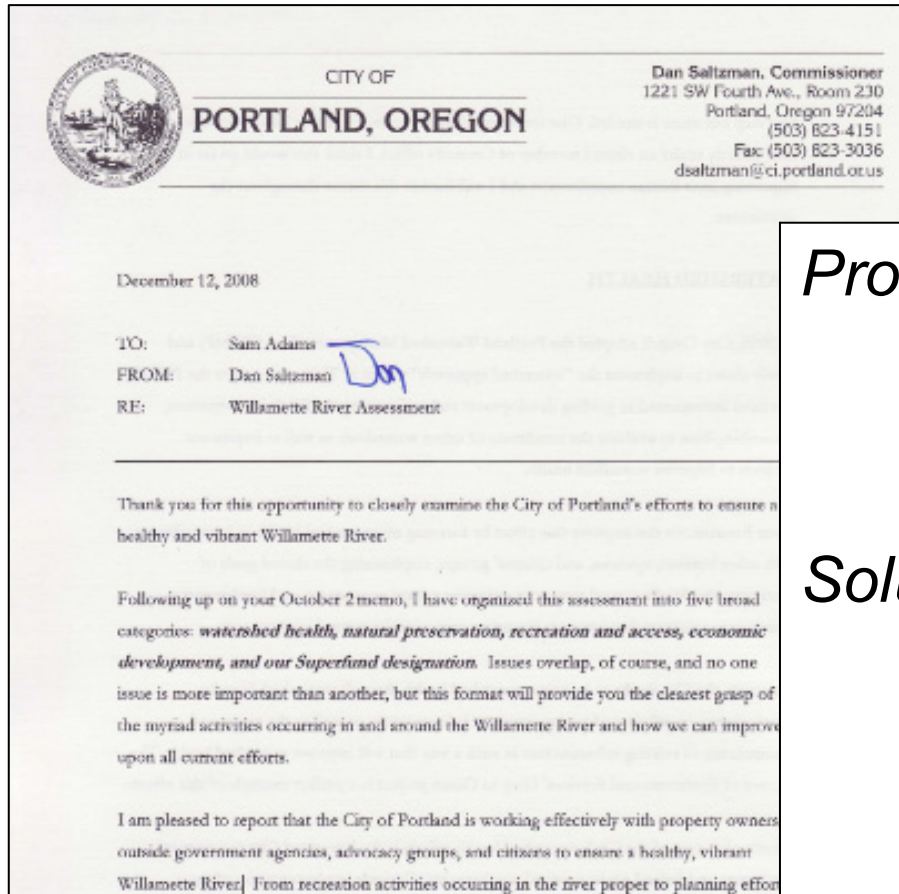 CITY OF
PORTLAND, OREGON
Dan Saltzman, Commissioner
1221 SW Fourth Ave., Room 230
Portland, Oregon 97204
(503) 823-4151
Fax: (503) 823-3036
dsaltzman@ci.portland.or.us
December 12, 2008
TO: Sam Adams
FROM: Dan Saltzman Dan
RE: Willamette River Assessment
Thank you for this opportunity to closely examine the City of Portland's efforts to ensure a
healthy and vibrant Willamette River.
Following up on your October 2 memo, I have organized this assessment into five broad
categories: watershed health, natural preservation, recreation and access, economic
development, and our Superfund designation. Issues overlap, of course, and no one
issue is more important than another, but this format will provide you the clearest grasp of
the myriad activities occurring in and around the Willamette River and how we can improve
upon all current efforts.
I am pleased to report that the City of Portland is working effectively with property owners
outside government agencies, advocacy groups, and citizens to ensure a healthy, vibrant
Willamette River. From recreation activities occurring in the river proper to planning effor
Pro
Solu